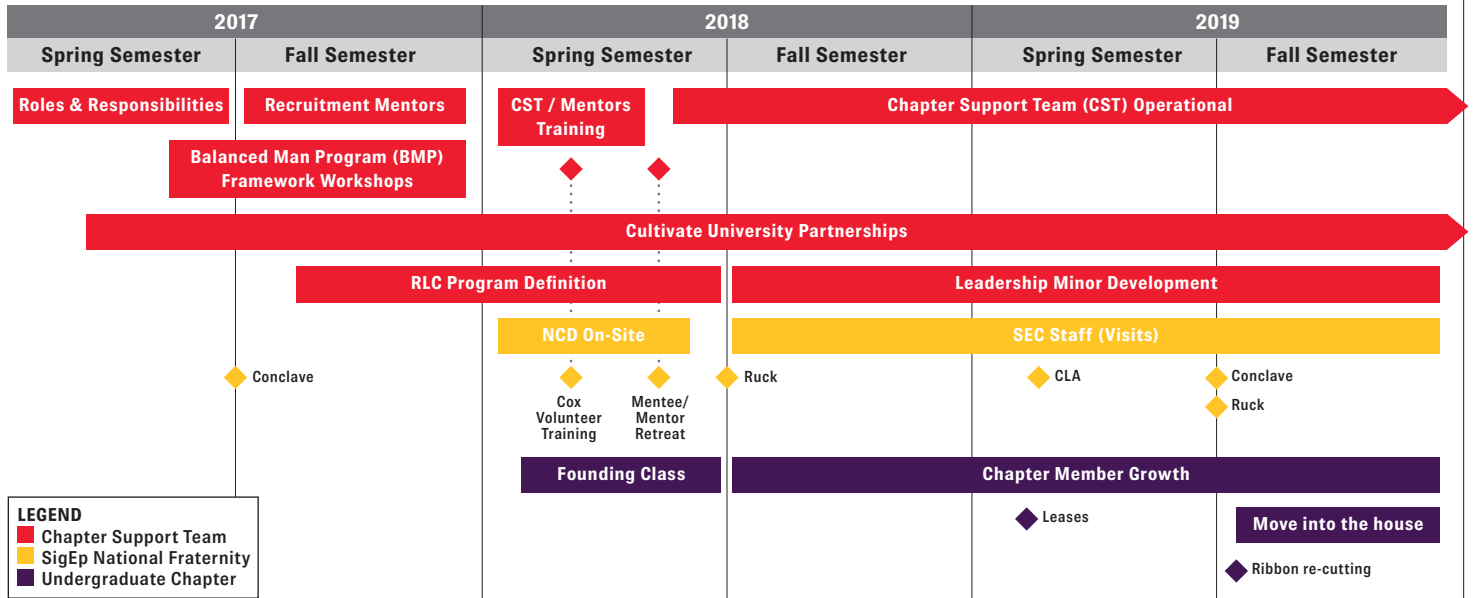 2017
2018
2019
Spring Semester
Fall Semester
Spring Semester
Fall Semester
Spring Semester
Fall Semester
Roles & Responsibilities
Recruitment Mentors
CST / Mentors
Training
Chapter Support Team (CST) Operational
Balanced Man Program (BMP)
Framework Workshops
Cultivate University Partnerships
RLC Program Definition
Leadership Minor Development
NCD On-Site
SEC Staff (Visits)
Conclave
Cox
Volunteer
Training
Mentee/
Mentor
Retreat
Ruck
CLA
Conclave
Ruck
Founding Class
Chapter Member Growth
Leases
Move into the house
Ribbon re-cutting
LEGEND
Chapter Support Team
SigEp National Fraternity
Undergraduate Chapter